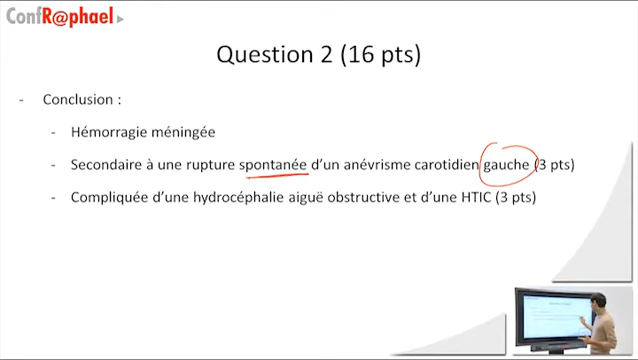 ConfR@phael
Question 2 (16 pts)
- Conclusion :
- Hémorragie méningée
- Secondaire à une rupture spontanée d'un anévrisme carotidien gauche (3 pts)
- Compliquée d'une hydrocéphalie aiguë obstructive et d'une HTIC (3 pts)